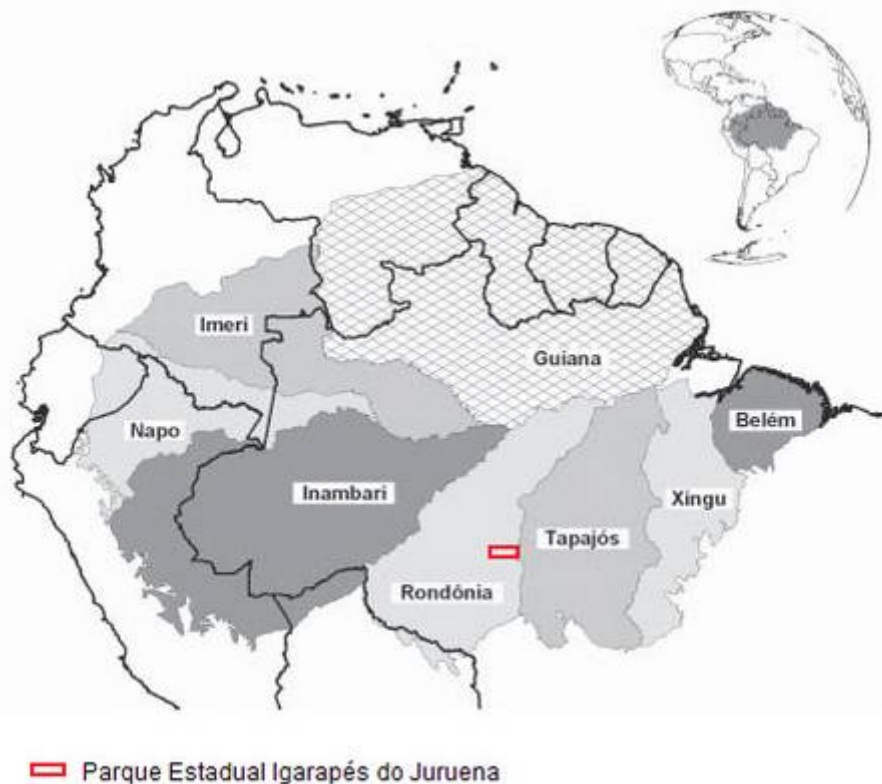 Imeri
Guiana
Napo
Belém
Inambari
Xingu
Tapajós
Rondônia
Parque Estadual Igarapés do Juruena